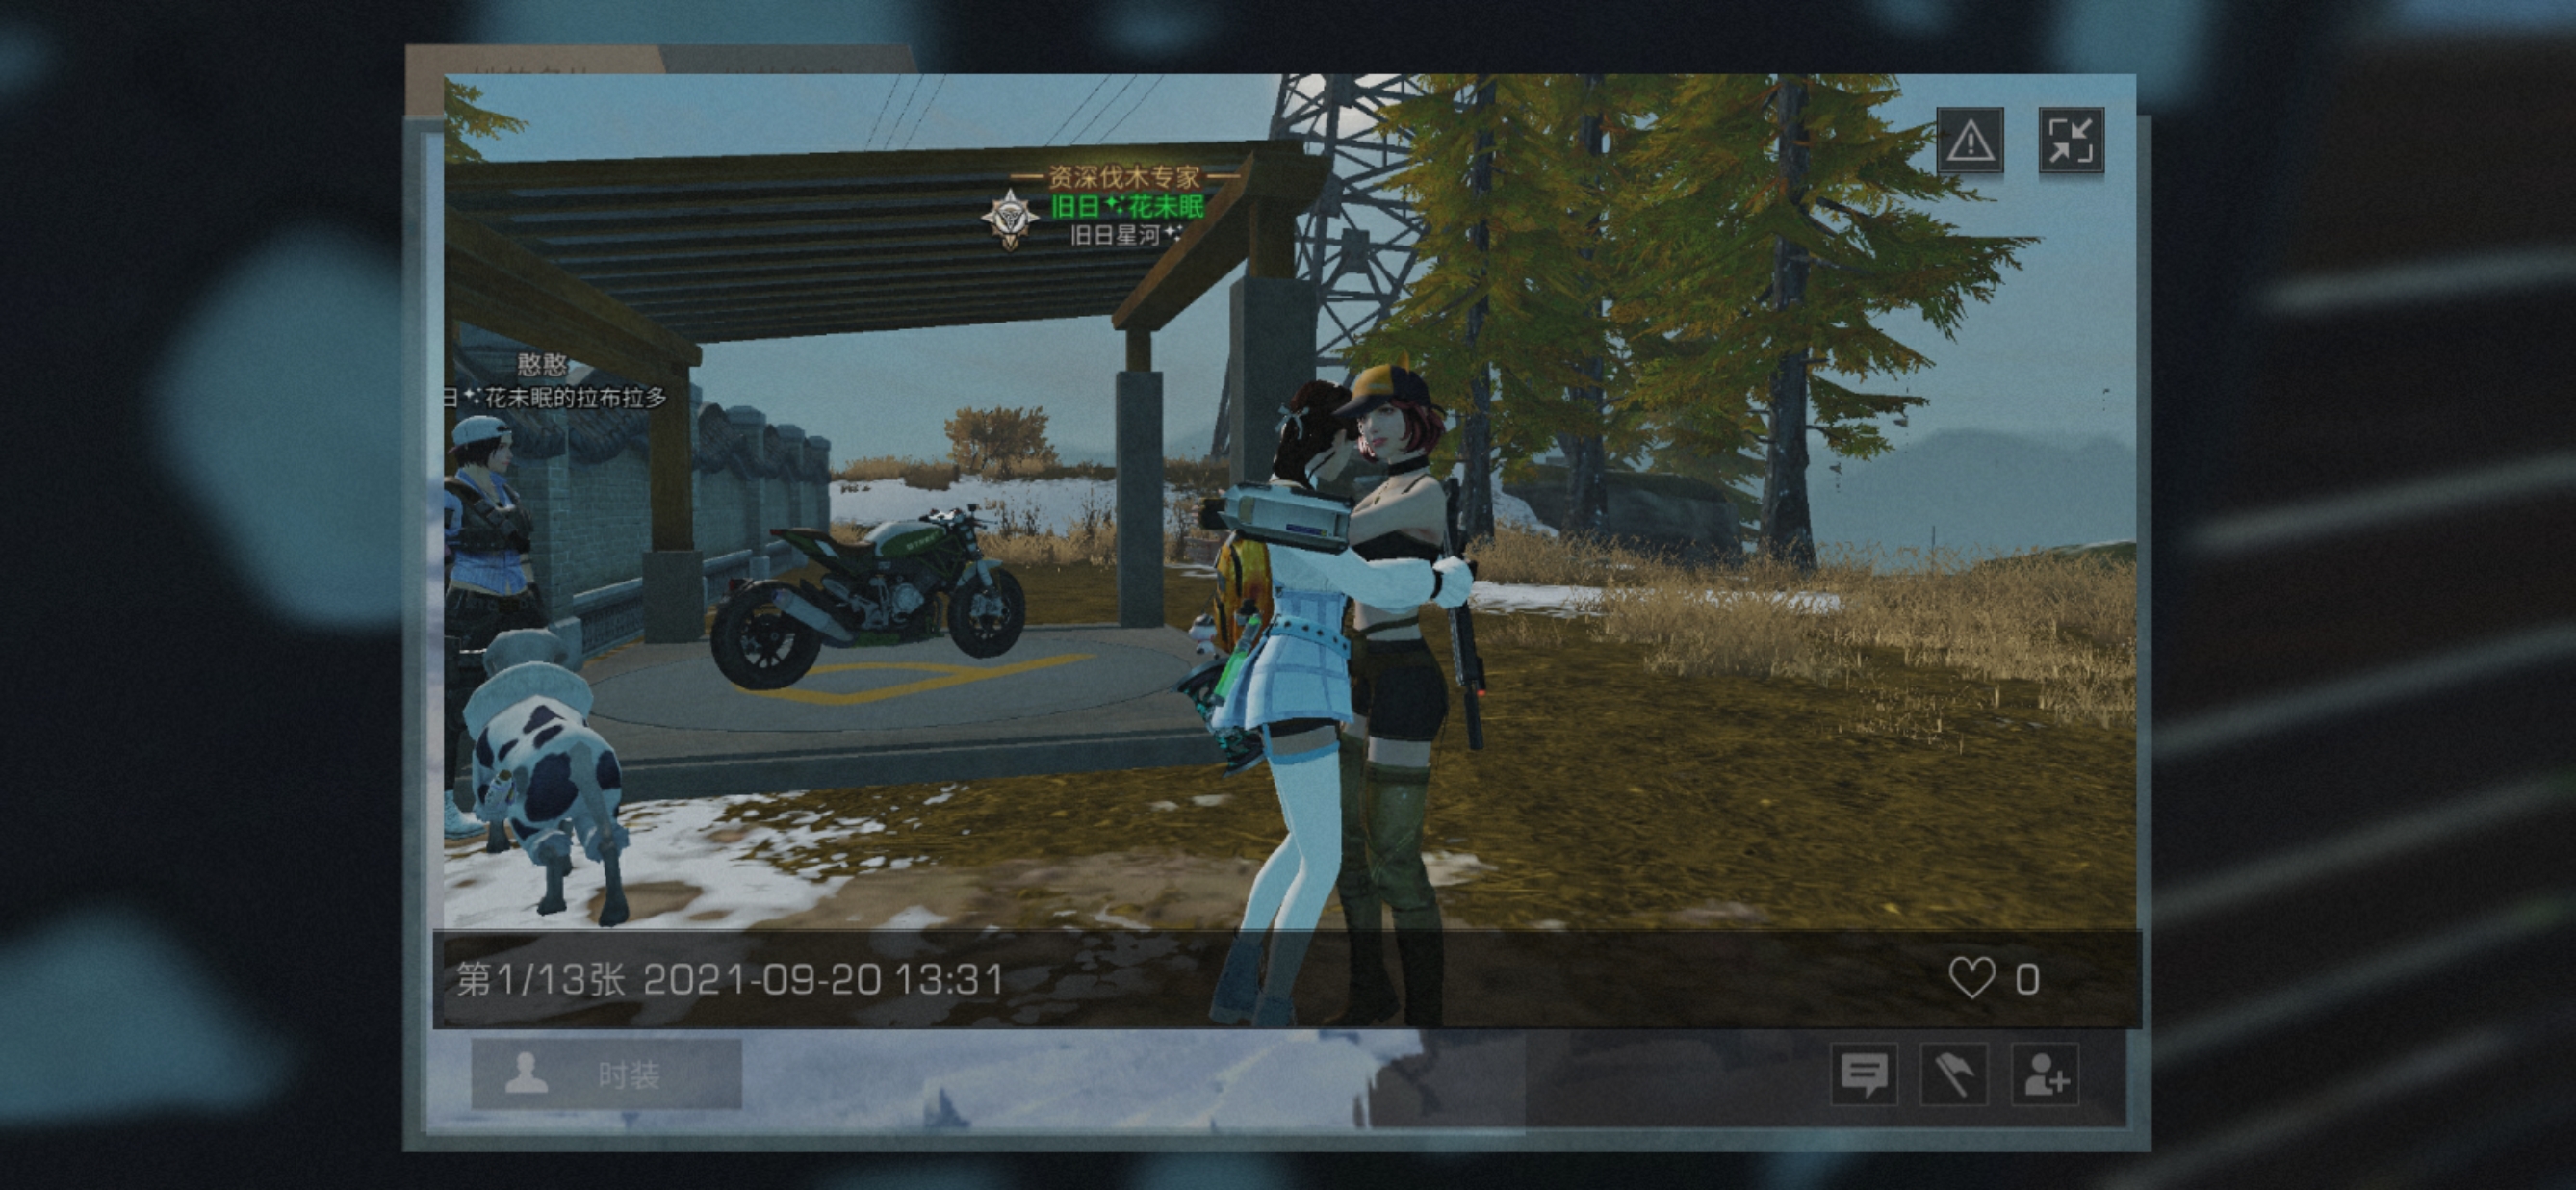 资深伐木专家
旧日✨花未眠
旧日星河✨
憨憨
日✨花未眠的拉布拉多
第1/13张 2021-09-20 13:31
0
时装